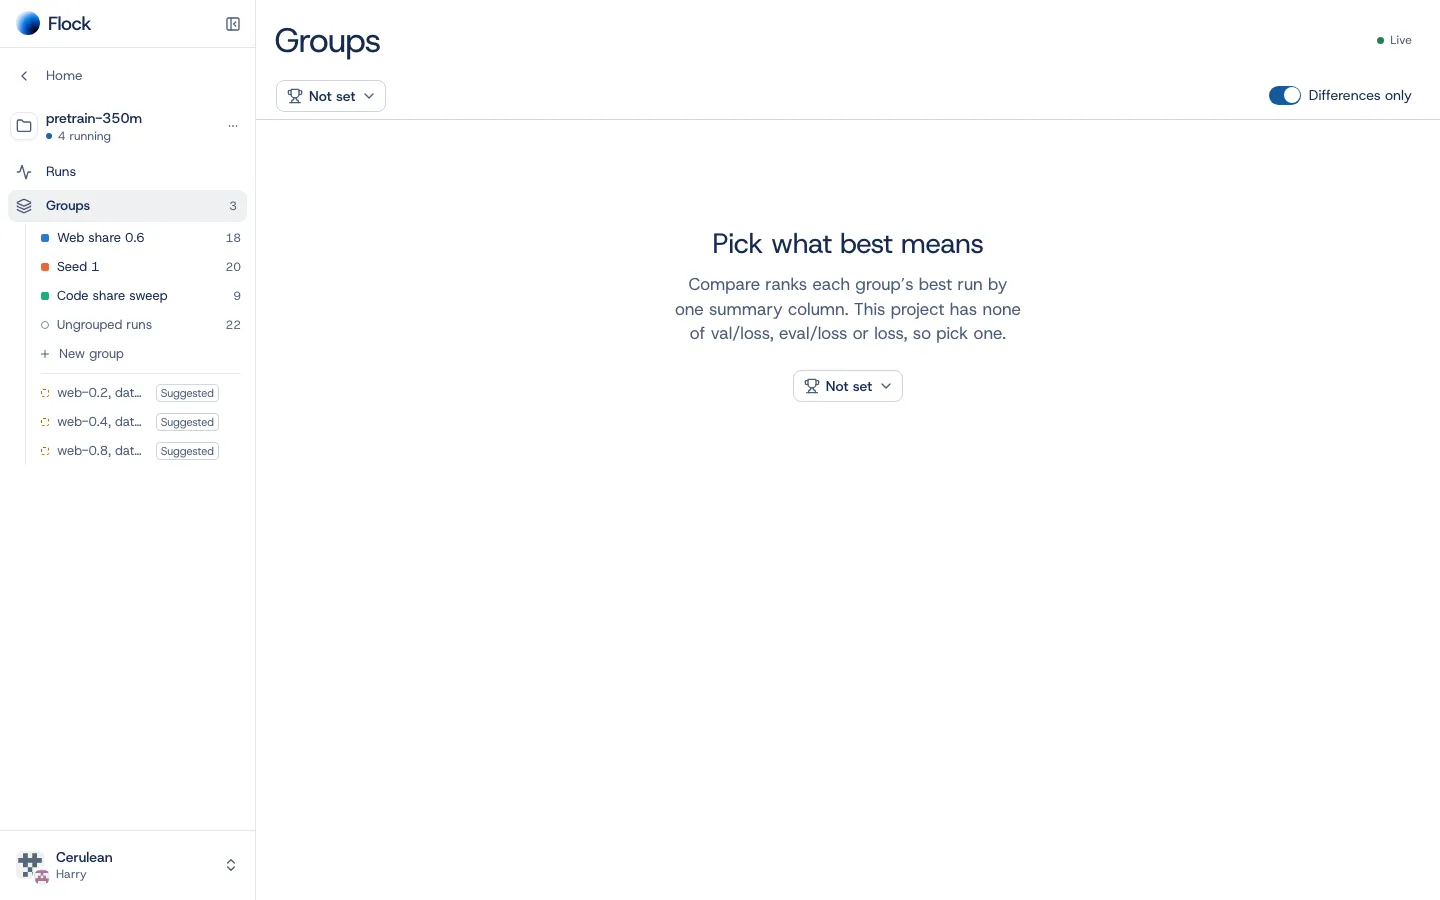 Flock
Home
pretrain-350m
4 running
Runs
Groups 3
Web share 0.6 18
Seed 1 20
Code share sweep 9
Ungrouped runs 22
New group
web-0.2, dat… Suggested
web-0.4, dat… Suggested
web-0.8, dat… Suggested
Cerulean
Harry
Groups
Live
Not set
Differences only
Pick what best means
Compare ranks each group’s best run by
one summary column. This project has none
of val/loss, eval/loss or loss, so pick one.
Not set